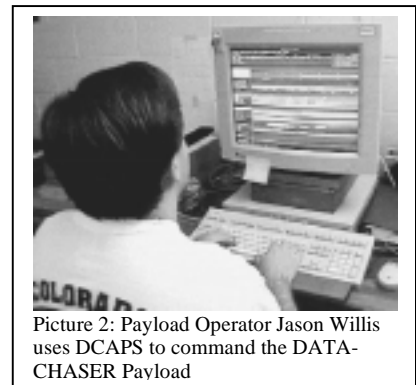 COLORA
Picture 2: Payload Operator Jason Willis
uses DCAPS to command the DATA-
CHASER Payload